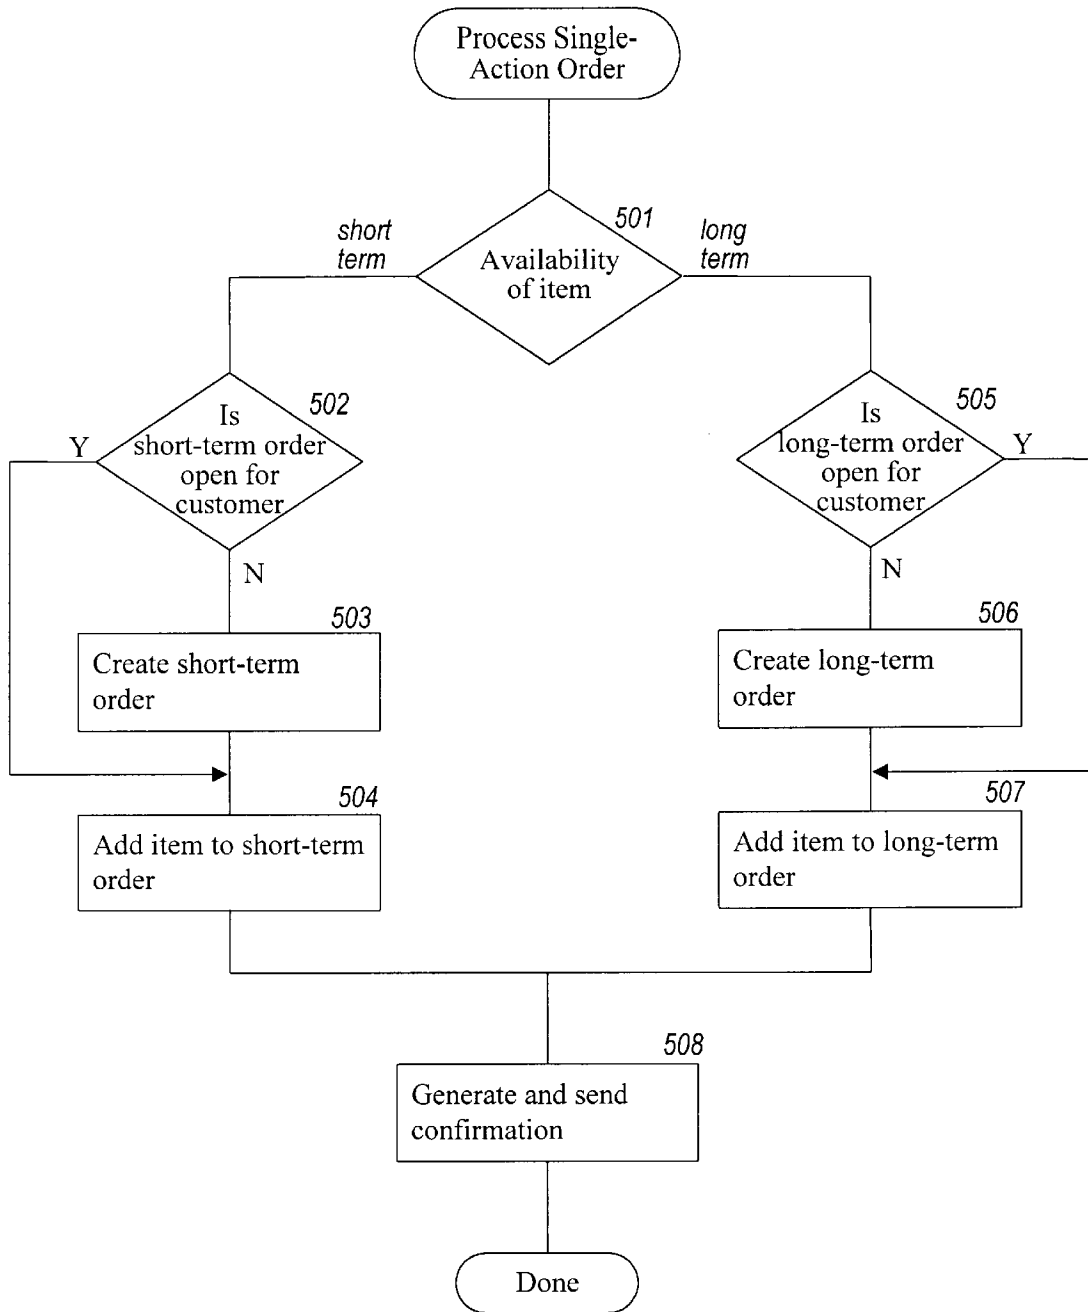 Process Single-
Action Order
501
short
term
long
term
Availability
of item
502
Is
short-term order
open for
customer
Y
N
505
Is
long-term order
open for
customer
Y
N
503
Create short-term
order
506
Create long-term
order
504
Add item to short-term
order
507
Add item to long-term
order
508
Generate and send
confirmation
Done